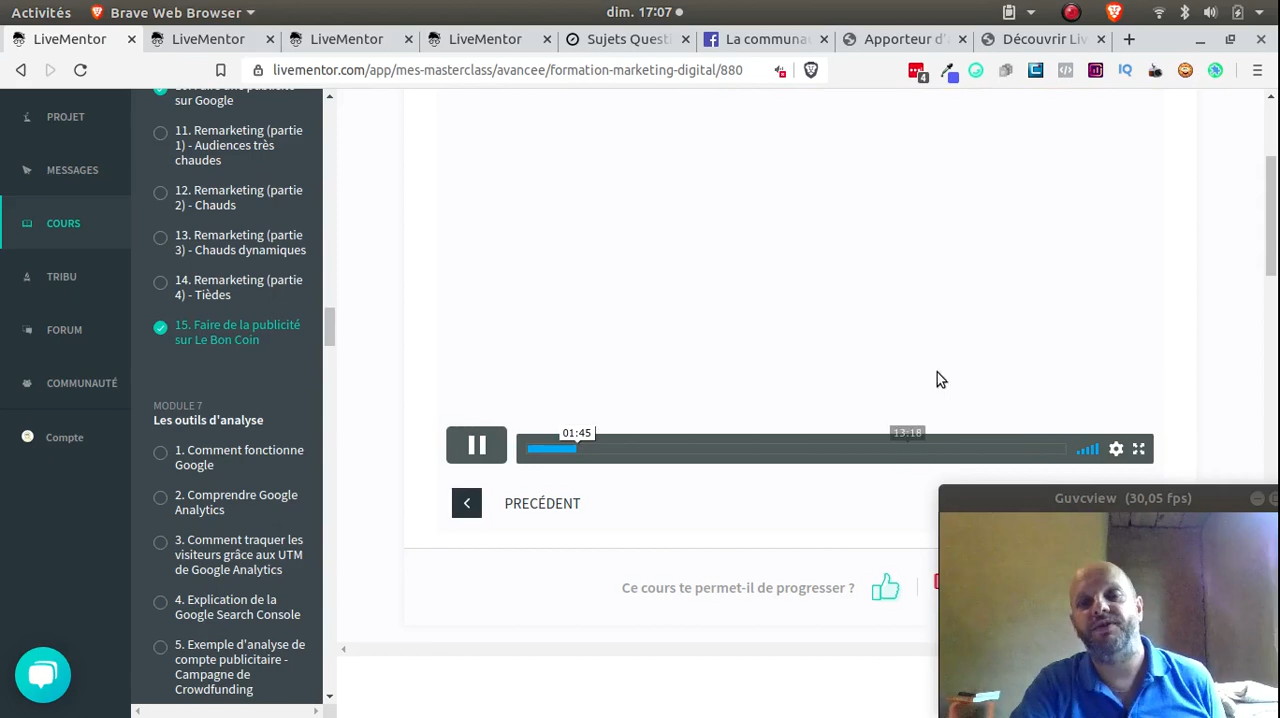 Activités
Brave Web Browser
dim. 17:07
LiveMentor
LiveMentor
LiveMentor
LiveMentor
Sujets Questi
La communa
Apporteur d'
Découvrir Liv
livementor.com/app/mes-masterclass/avancee/formation-marketing-digital/880
4
IQ
PROJET
MESSAGES
COURS
TRIBU
FORUM
COMMUNAUTÉ
Compte
sur Google
11. Remarketing (partie
1) - Audiences très
chaudes
12. Remarketing (partie
2) - Chauds
13. Remarketing (partie
3) - Chauds dynamiques
14. Remarketing (partie
4) - Tièdes
15. Faire de la publicité
sur Le Bon Coin
MODULE 7
Les outils d'analyse
1. Comment fonctionne
Google
2. Comprendre Google
Analytics
3. Comment traquer les
visiteurs grâce aux UTM
de Google Analytics
4. Explication de la
Google Search Console
5. Exemple d'analyse de
compte publicitaire -
Campagne de
Crowdfunding
01:45
13:18
PRECÉDENT
Ce cours te permet-il de progresser ?
Guvcview (30,05 fps)